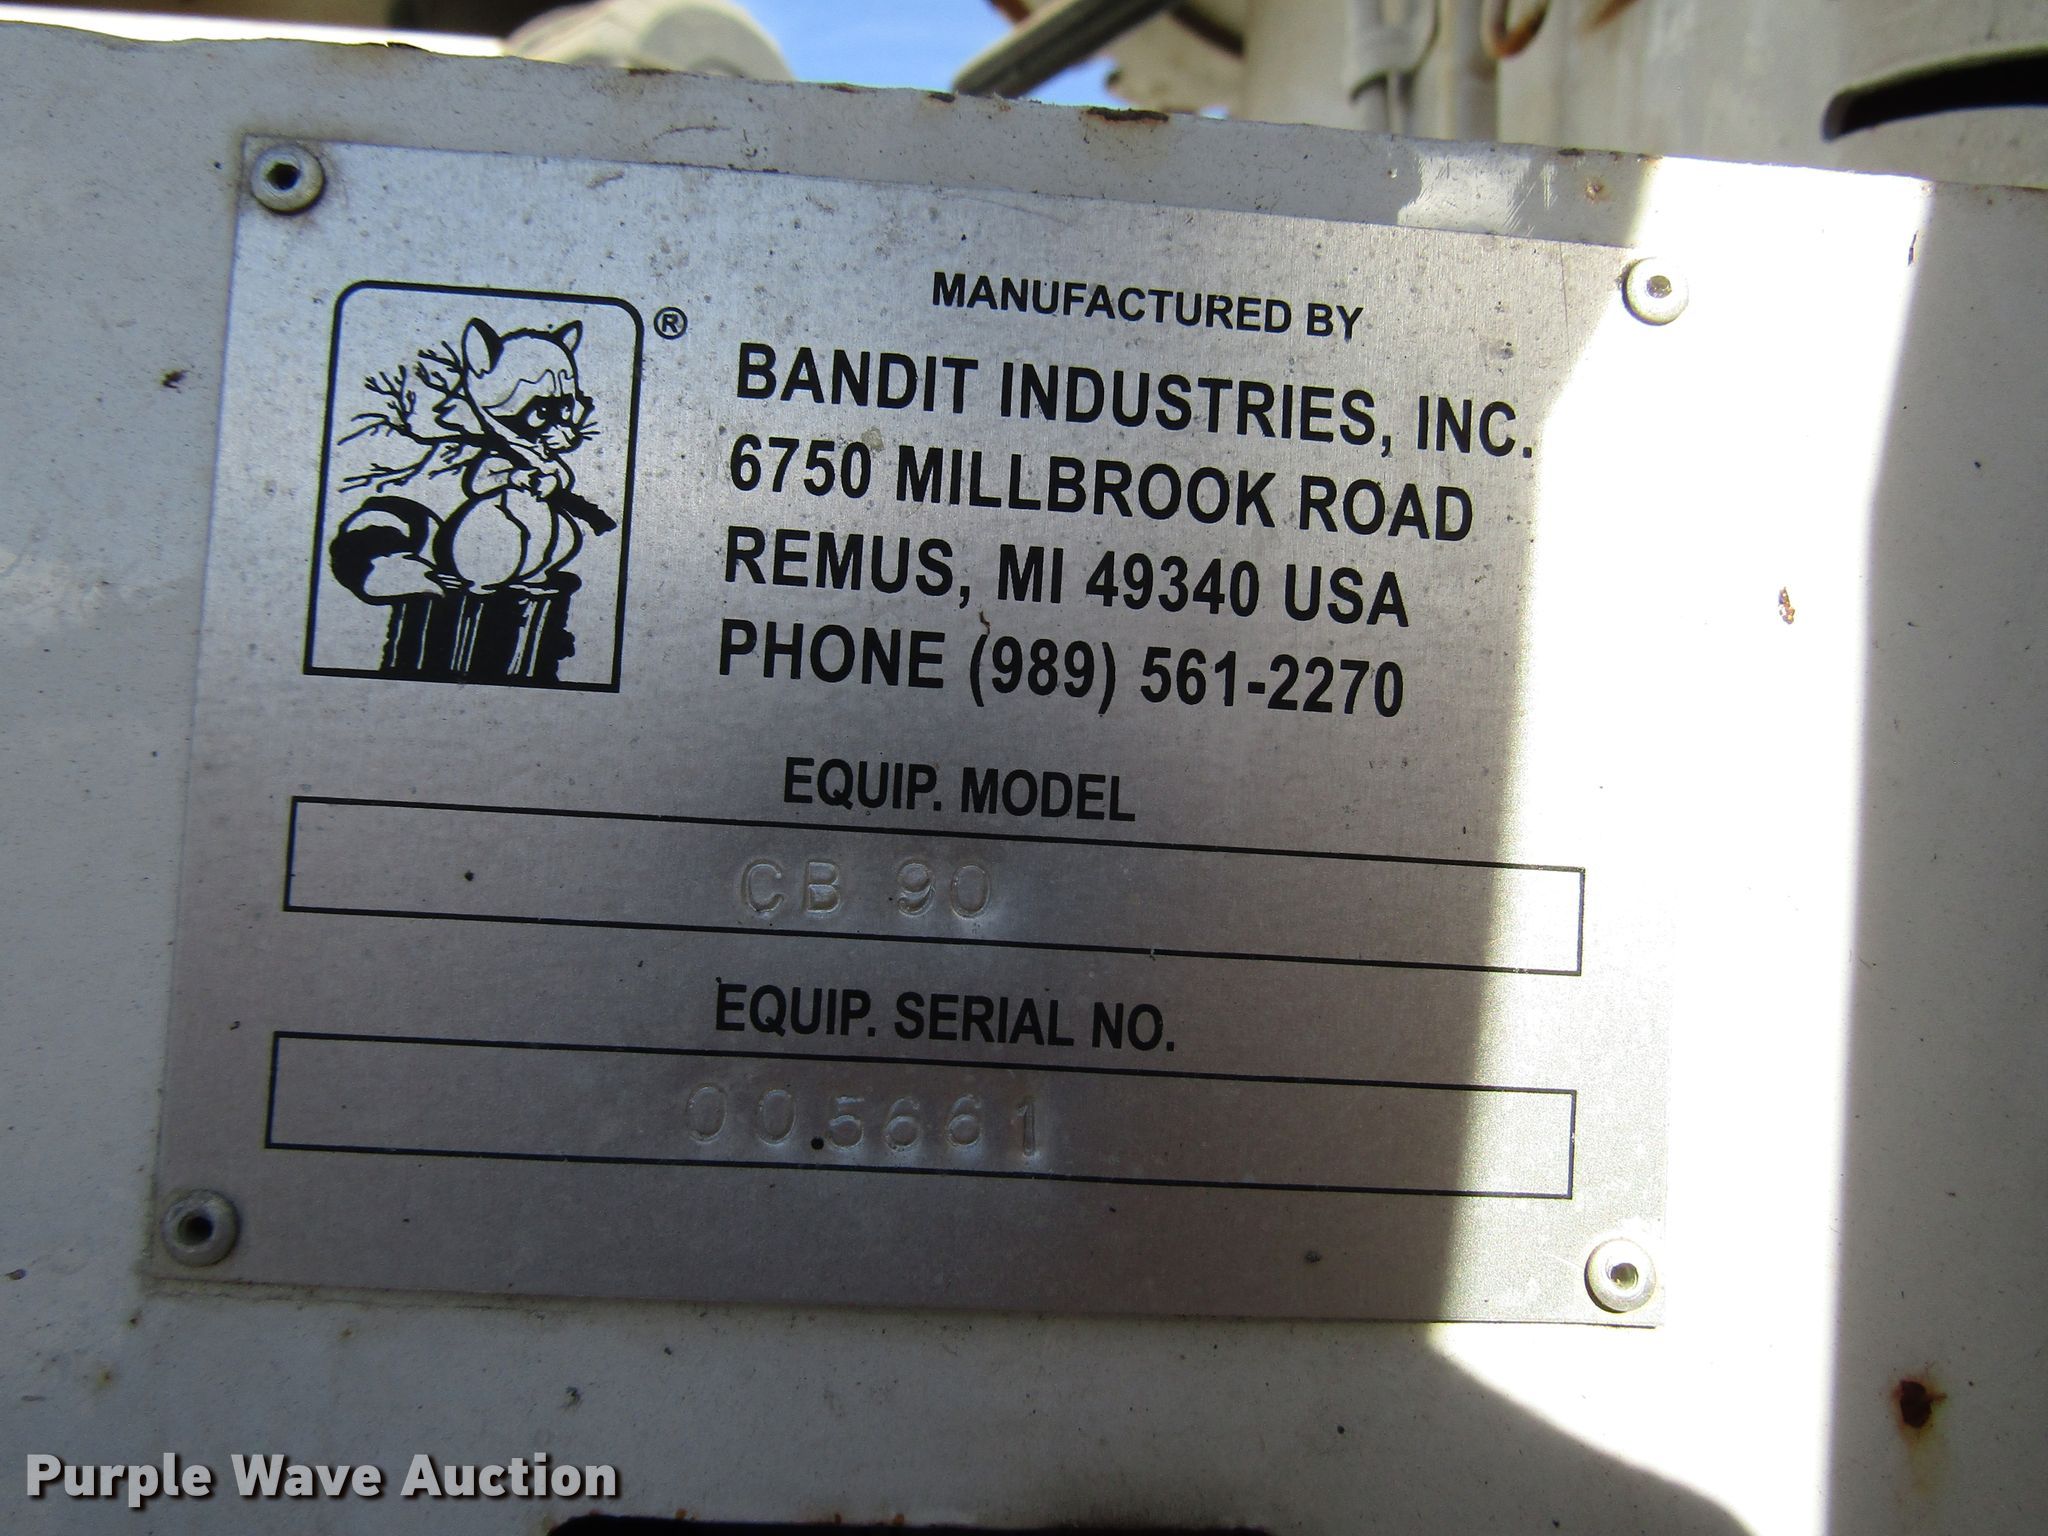 ®
MANUFACTURED BY
BANDIT INDUSTRIES, INC.
6750 MILLBROOK ROAD
REMUS, MI 49340 USA
PHONE (989) 561-2270
EQUIP. MODEL
CB 90
EQUIP. SERIAL NO.
005661
Purple Wave Auction